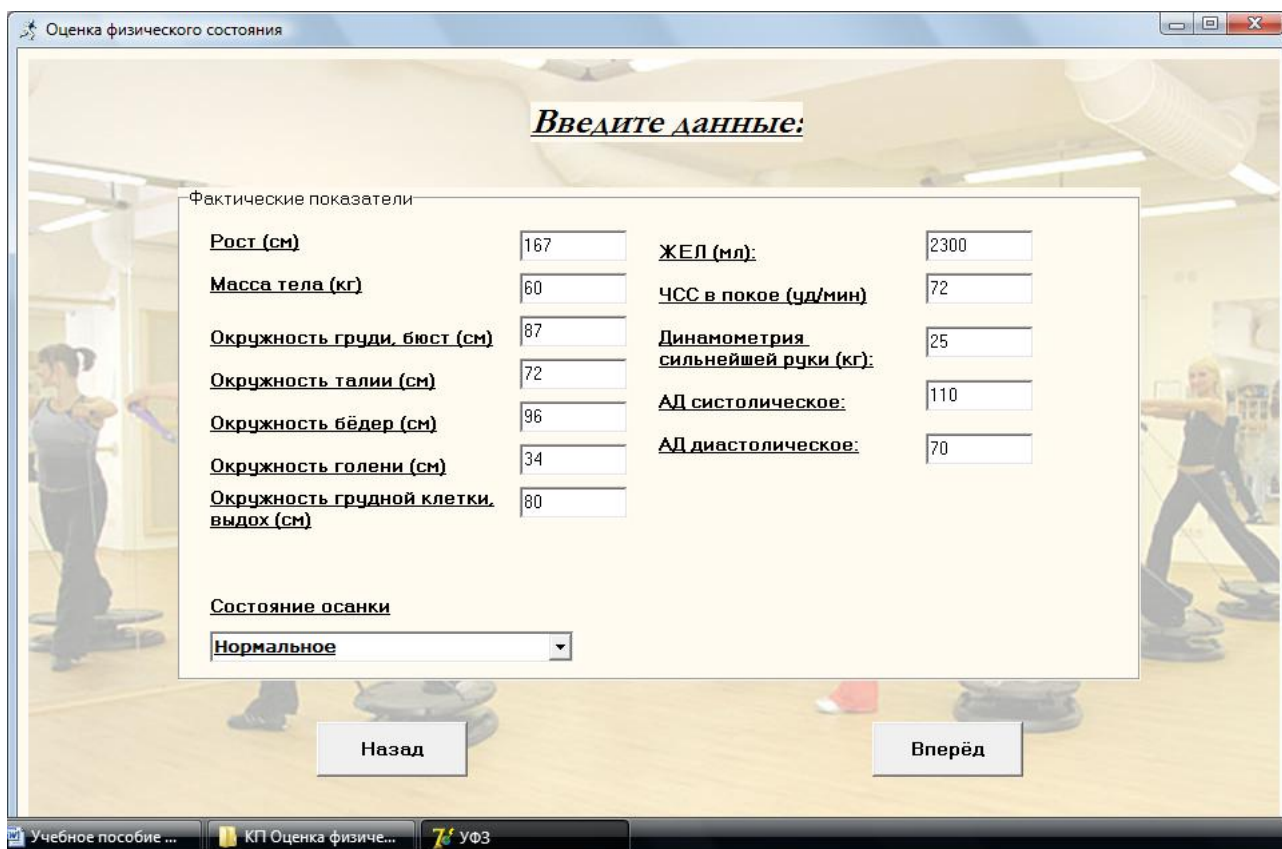 Оценка физического состояния
Введите данные:
Фактические показатели
Рост (см)
167
Масса тела (кг)
60
Окружность груди, бюст (см)
87
Окружность талии (см)
72
Окружность бёдер (см)
96
Окружность голени (см)
34
Окружность грудной клетки,
выдох (см)
80
ЖЕЛ (мл):
2300
ЧСС в покое (уд/мин)
72
Динамометрия
сильнейшей руки (кг):
25
АД систолическое:
110
АД диастолическое:
70
Состояние осанки
Нормальное
Назад
Вперёд
Учебное пособие ...
КП Оценка физиче...
УФЗ